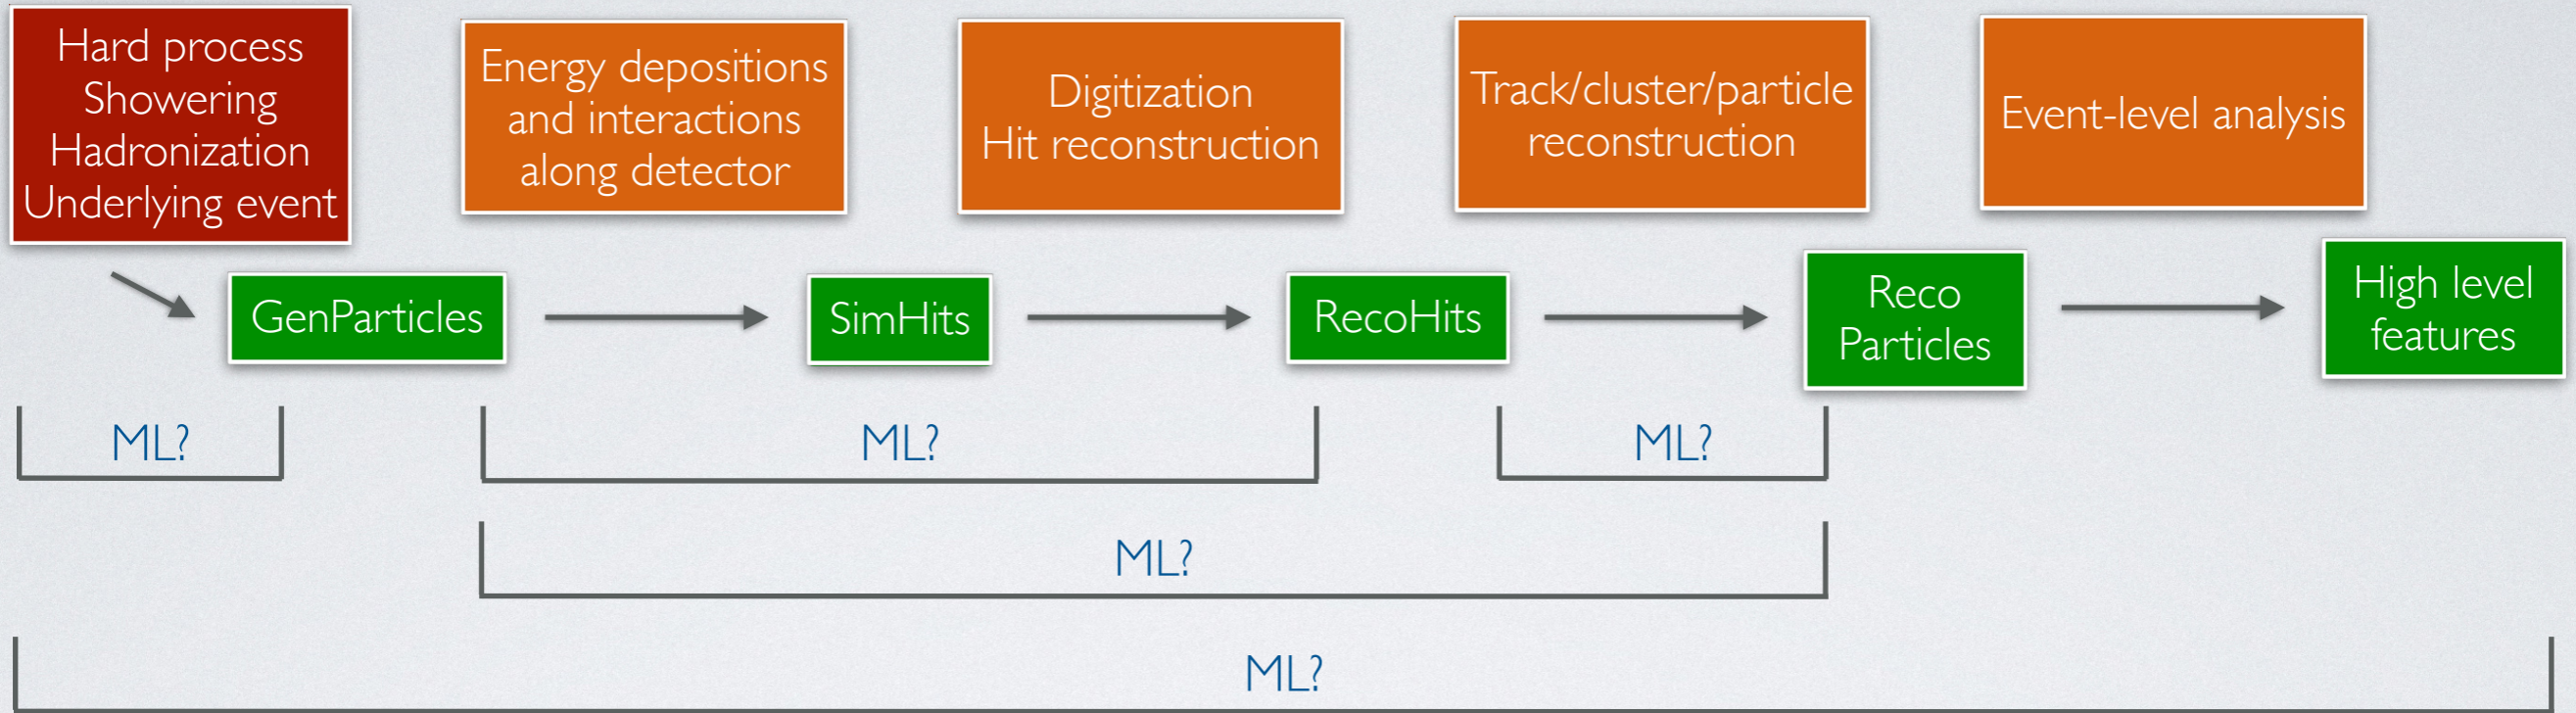 Hard process
Showering
Hadronization
Underlying event
Energy depositions
and interactions
along detector
Digitization
Hit reconstruction
Track/cluster/particle
reconstruction
Event-level analysis
GenParticles
SimHits
RecoHits
Reco
Particles
High level
features
ML?
ML?
ML?
ML?
ML?